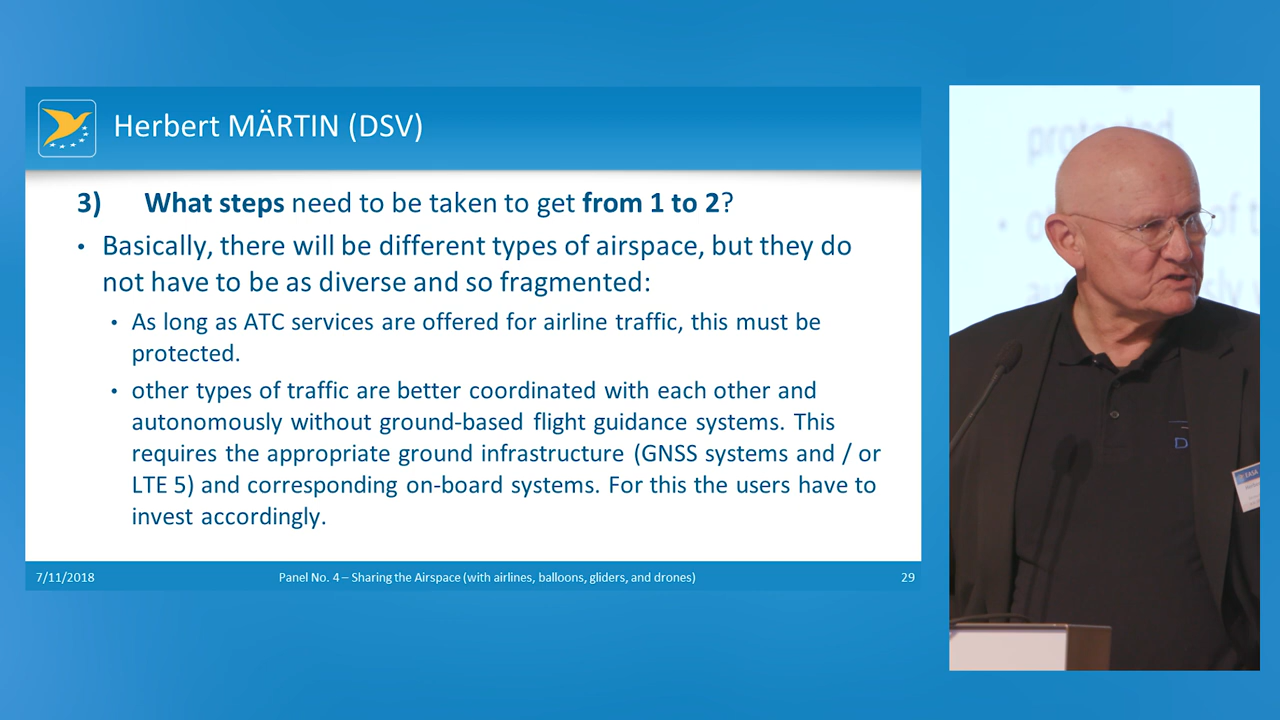 Herbert MÄRTIN (DSV)
3) What steps need to be taken to get from 1 to 2?
• Basically, there will be different types of airspace, but they do
not have to be as diverse and so fragmented:
• As long as ATC services are offered for airline traffic, this must be
protected.
• other types of traffic are better coordinated with each other and
autonomously without ground-based flight guidance systems. This
requires the appropriate ground infrastructure (GNSS systems and / or
LTE 5) and corresponding on-board systems. For this the users have to
invest accordingly.
7/11/2018
Panel No. 4 – Sharing the Airspace (with airlines, balloons, gliders, and drones)
29
protected
EASA